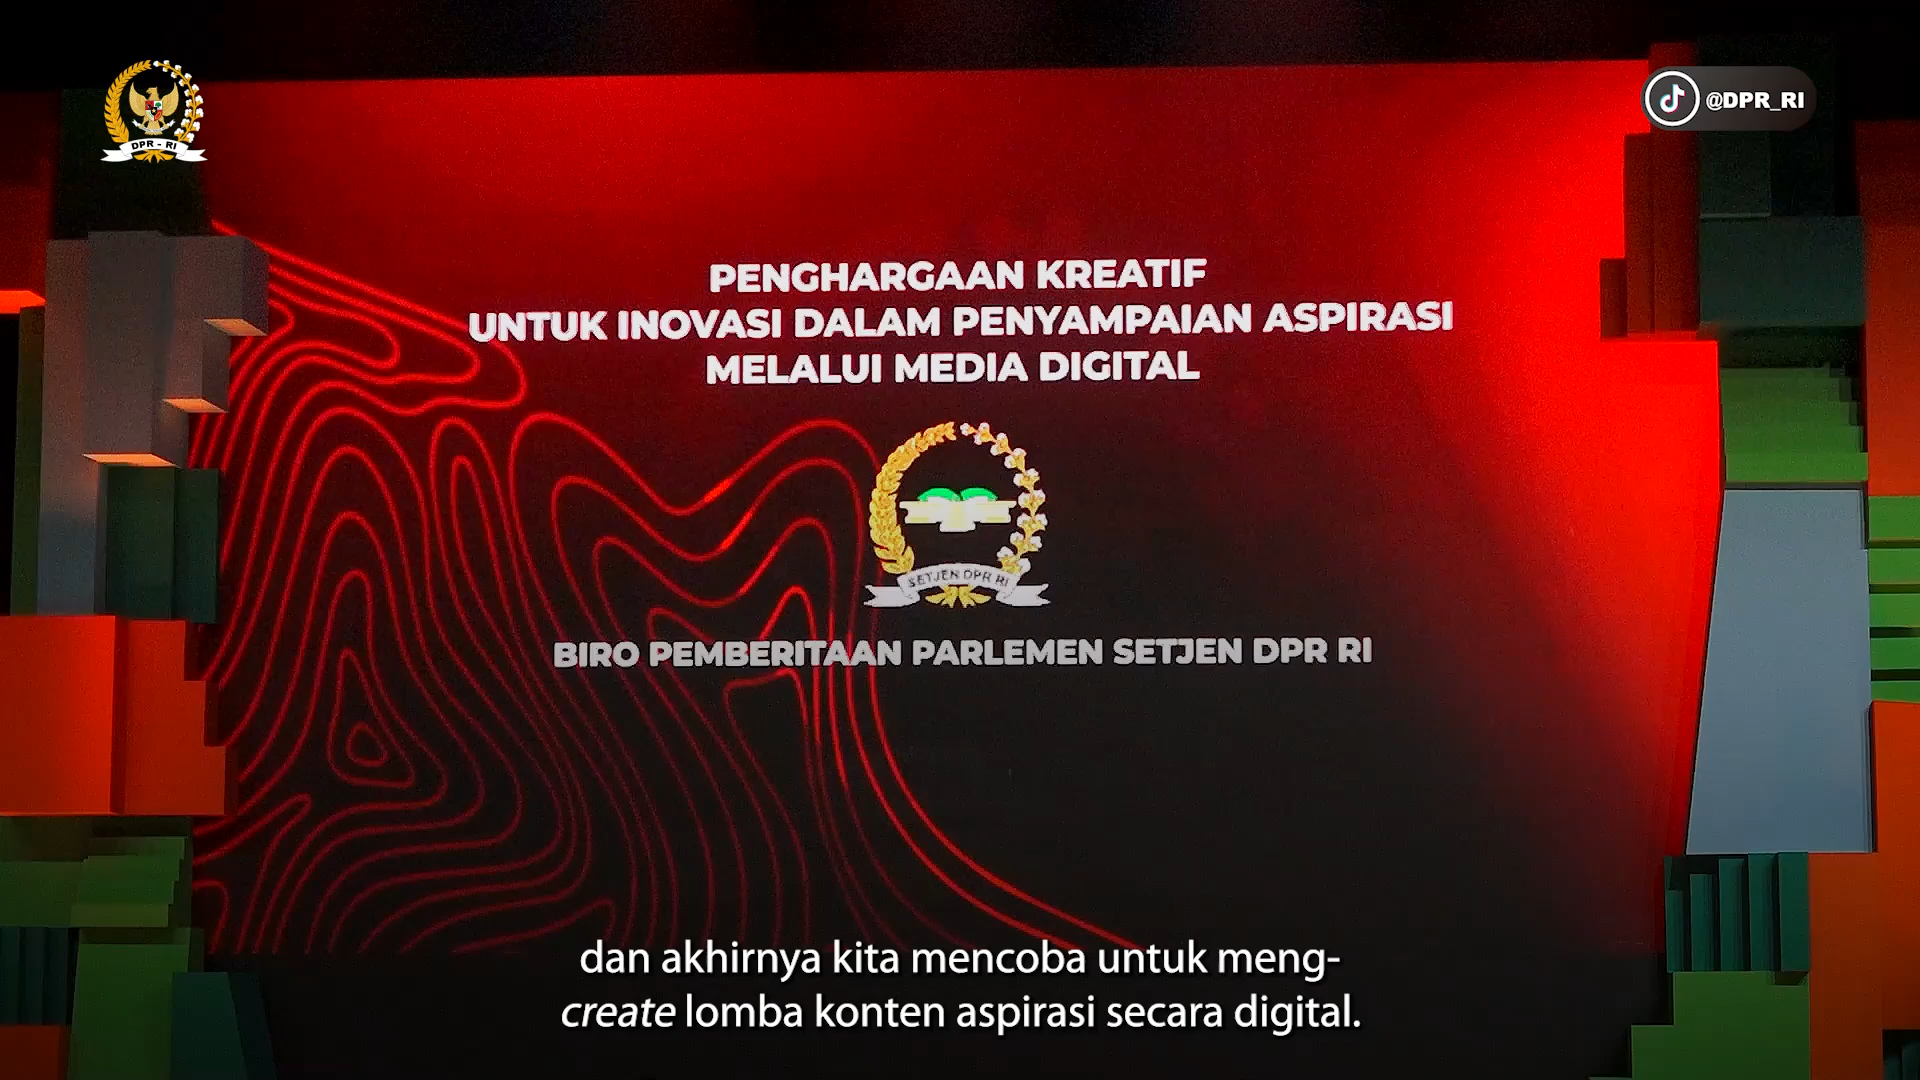 DPR - RI
@DPR_RI
PENGHARGAAN KREATIF
UNTUK INOVASI DALAM PENYAMPAIAN ASPIRASI
MELALUI MEDIA DIGITAL
SETJEN DPR RI
BIRO PEMBERITAAN PARLEMEN SETJEN DPR RI
dan akhirnya kita mencoba untuk meng-
create lomba konten aspirasi secara digital.